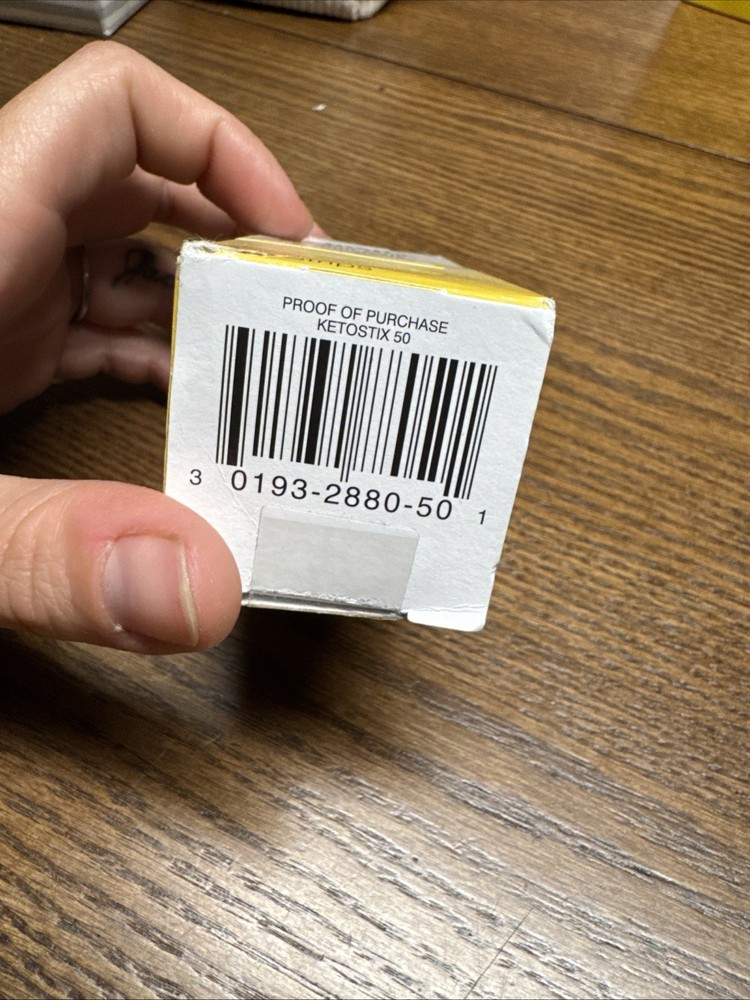 PROOF OF PURCHASE
KETOSTIX 50
3 0193-2880-50 1